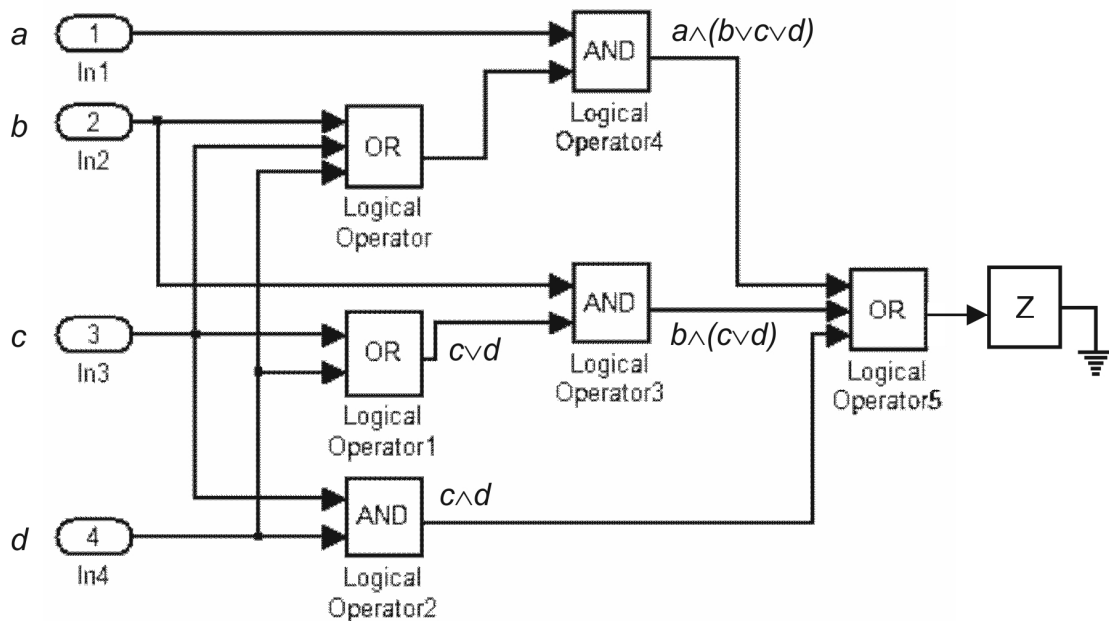 a
1
In1
AND
a∧(b∨c∨d)
Logical
Operator4
b
2
In2
OR
Logical
Operator
c
3
In3
OR
c∨d
Logical
Operator1
AND
b∧(c∨d)
Logical
Operator3
OR
Logical
Operator5
Z
d
4
In4
AND
c∧d
Logical
Operator2